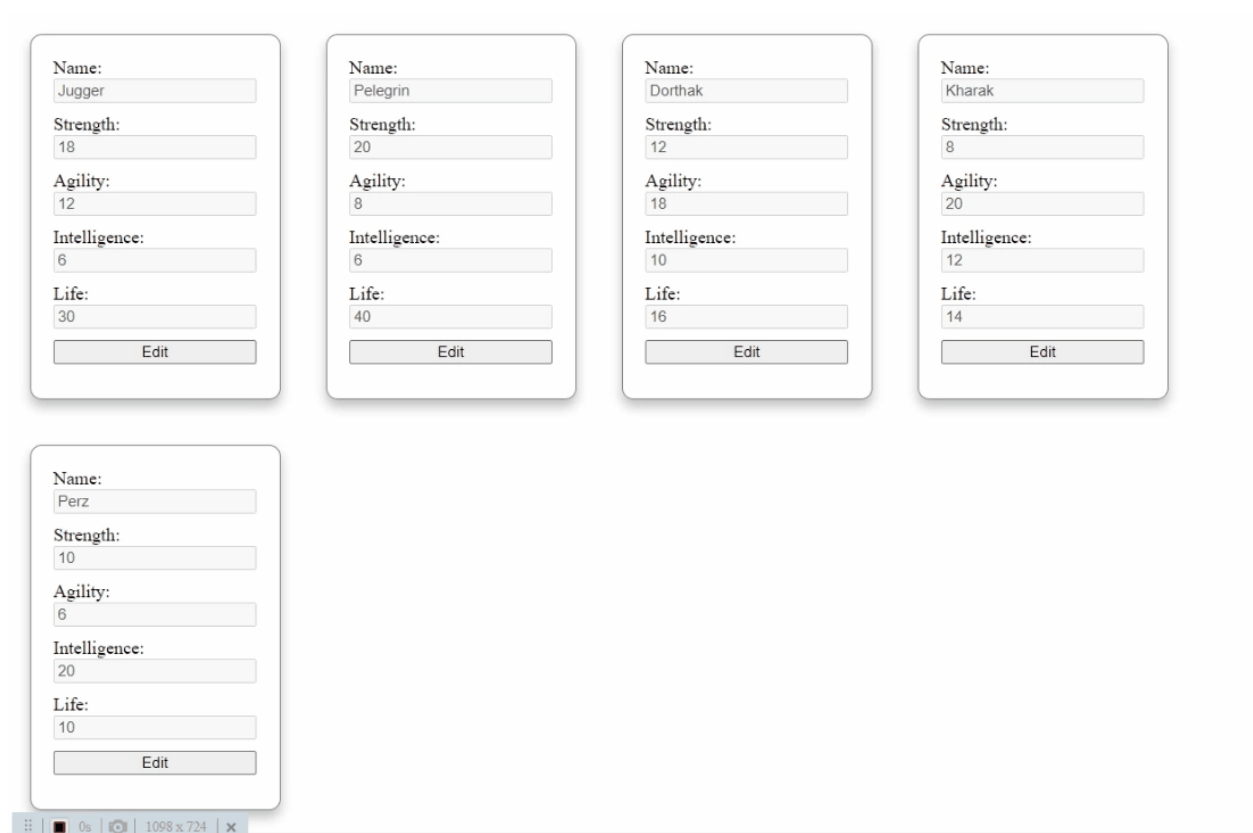 Name:
Jugger
Strength:
18
Agility:
12
Intelligence:
6
Life:
30
Edit
Name:
Pelegrin
Strength:
20
Agility:
8
Intelligence:
6
Life:
40
Edit
Name:
Dorthak
Strength:
12
Agility:
18
Intelligence:
10
Life:
16
Edit
Name:
Kharak
Strength:
8
Agility:
20
Intelligence:
12
Life:
14
Edit
Name:
Perz
Strength:
10
Agility:
6
Intelligence:
20
Life:
10
Edit
0s 1098 x 724